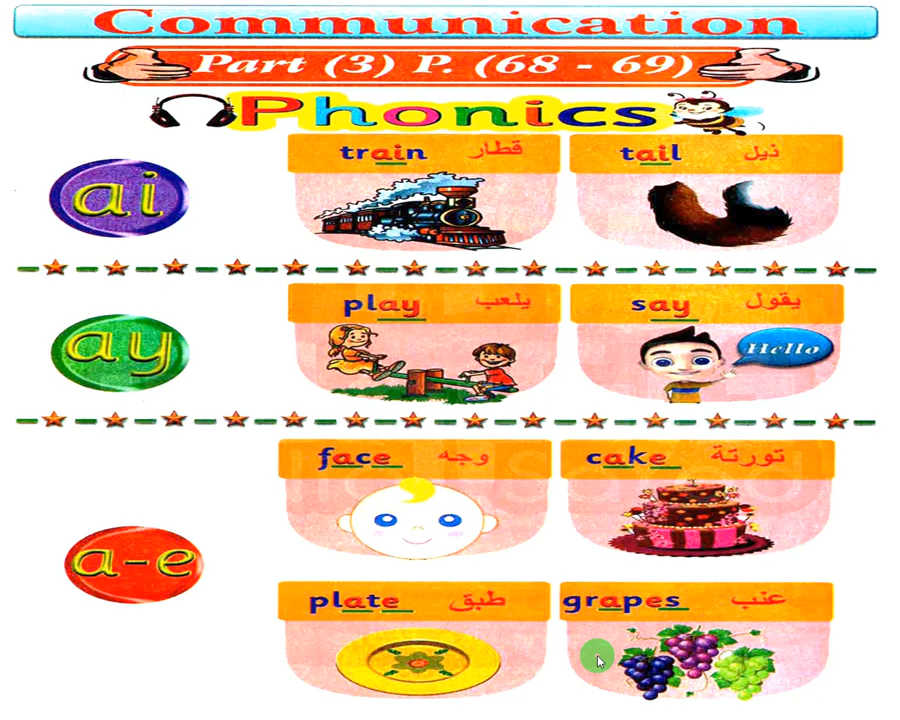 Communication
Part (3) P. (68 - 69)
Phonics
ai
train قطار
tail ذيل
ay
play يلعب
say يقول
Hello
a-e
face وجه
cake تورتة
plate طبق
grapes عنب